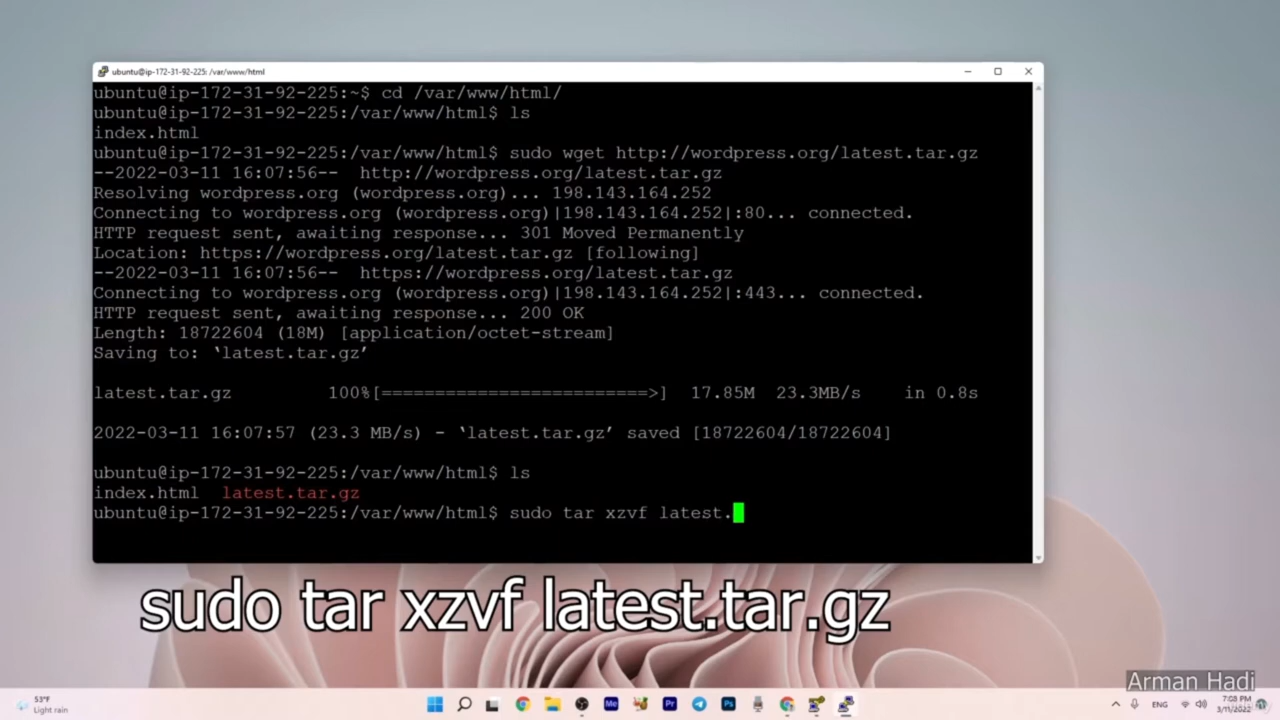 ubuntu@ip-172-31-92-225: /var/www/html
ubuntu@ip-172-31-92-225:~$ cd /var/www/html/
ubuntu@ip-172-31-92-225:/var/www/html$ ls
index.html
ubuntu@ip-172-31-92-225:/var/www/html$ sudo wget http://wordpress.org/latest.tar.gz
--2022-03-11 16:07:56--  http://wordpress.org/latest.tar.gz
Resolving wordpress.org (wordpress.org)... 198.143.164.252
Connecting to wordpress.org (wordpress.org)|198.143.164.252|:80... connected.
HTTP request sent, awaiting response... 301 Moved Permanently
Location: https://wordpress.org/latest.tar.gz [following]
--2022-03-11 16:07:56--  https://wordpress.org/latest.tar.gz
Connecting to wordpress.org (wordpress.org)|198.143.164.252|:443... connected.
HTTP request sent, awaiting response... 200 OK
Length: 18722604 (18M) [application/octet-stream]
Saving to: ‘latest.tar.gz’
latest.tar.gz 100%[=========================>] 17.85M 23.3MB/s in 0.8s
2022-03-11 16:07:57 (23.3 MB/s) - ‘latest.tar.gz’ saved [18722604/18722604]
ubuntu@ip-172-31-92-225:/var/www/html$ ls
index.html  latest.tar.gz
ubuntu@ip-172-31-92-225:/var/www/html$ sudo tar xzvf latest.
sudo tar xzvf latest.tar.gz
Arman Hadi
53°F
Light rain
Me
Pr
Ps
ENG
7:08 PM
3/11/2022